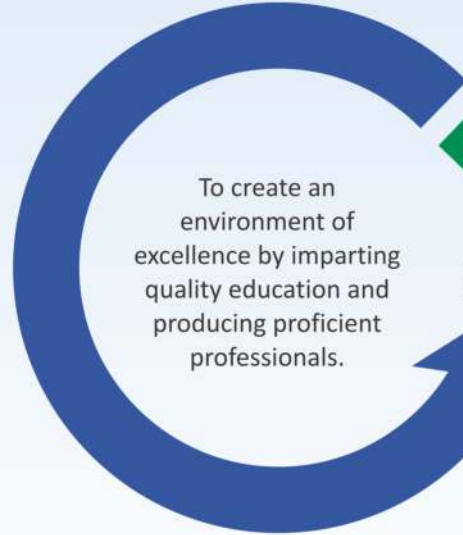 To create an
environment of
excellence by imparting
quality education and
producing proficient
professionals.